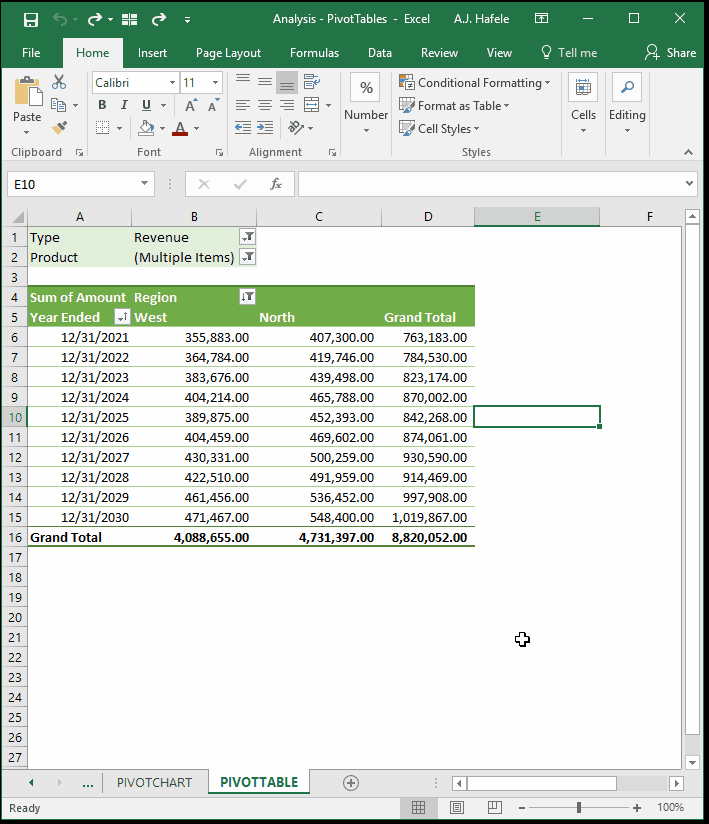 Analysis - PivotTables - Excel A.J. Hafele
File Home Insert Page Layout Formulas Data Review View Tell me Share
Paste
Calibri 11
B I U A A
A
%
Number
Conditional Formatting
Format as Table
Cell Styles
Cells
Editing
Clipboard Font Alignment Styles
E10 fx
A B C D E F
1 Type Revenue
2 Product (Multiple Items)
3
4 Sum of Amount Region
5 Year Ended West North Grand Total
6 12/31/2021 355,883.00 407,300.00 763,183.00
7 12/31/2022 364,784.00 419,746.00 784,530.00
8 12/31/2023 383,676.00 439,498.00 823,174.00
9 12/31/2024 404,214.00 465,788.00 870,002.00
10 12/31/2025 389,875.00 452,393.00 842,268.00
11 12/31/2026 404,459.00 469,602.00 874,061.00
12 12/31/2027 430,331.00 500,259.00 930,590.00
13 12/31/2028 422,510.00 491,959.00 914,469.00
14 12/31/2029 461,456.00 536,452.00 997,908.00
15 12/31/2030 471,467.00 548,400.00 1,019,867.00
16 Grand Total 4,088,655.00 4,731,397.00 8,820,052.00
17
18
19
20
21
22
23
24
25
26
27
... PIVOTCHART PIVOTTABLE
Ready 100%